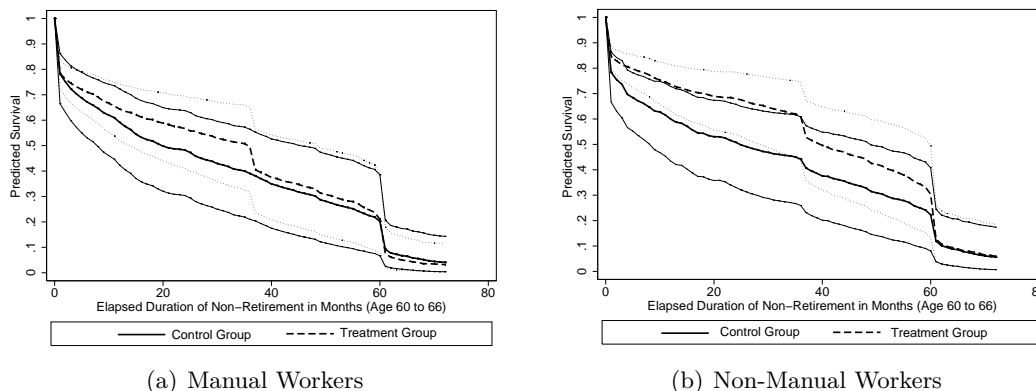 1
.9
.8
.7
.6
.5
.4
.3
.2
.1
0
Predicted Survival
0 20 40 60 80
Elapsed Duration of Non−Retirement in Months (Age 60 to 66)
Control Group Treatment Group
(a) Manual Workers
1
.9
.8
.7
.6
.5
.4
.3
.2
.1
0
Predicted Survival
0 20 40 60 80
Elapsed Duration of Non−Retirement in Months (Age 60 to 66)
Control Group Treatment Group
(b) Non-Manual Workers